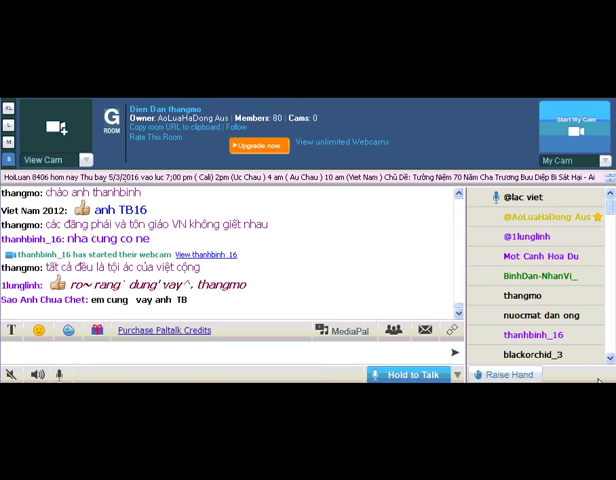 XL
L
M
S
View Cam
G
ROOM
Dien Dan thangmo
Owner: AoLuaHaDong Aus | Members: 80 | Cams: 0
Copy room URL to clipboard | Follow
Rate This Room
Upgrade now
View unlimited Webcams
Start My Cam
My Cam
HoiLuan 8406 hom nay Thu bay 5/3/2016 vao luc 7;00 pm ( Cali) 2pm (Uc Chau ) 4 am ( Au Chau ) 10 am (Viet Nam ) Chủ Đề: Tưởng Niệm 70 Năm Cha Trương Bưu Diệp Bi Sát Hại - Ai
thangmo: chào anh thanhbinh
Viet Nam 2012: anh TB16
thangmo: các đảng phái và tôn giáo VN không giết nhau
thanhbinh_16: nha cung co ne
thanhbinh_16 has started their webcam View thanhbinh_16
thangmo: tất cả đều là tội ác của việt cộng
1lunglinh: ro~ rang` dung' vay^, thangmo
Sao Anh Chua Chet: em cung vay anh TB
T
Purchase Paltalk Credits
MediaPal
Hold to Talk
@lac viet
@AoLuaHaDong Aus
@1lunglinh
Mot Canh Hoa Du
BinhDan-NhanVi_
thangmo
nuocmat dan ong
thanhbinh_16
blackorchid_3
Raise Hand